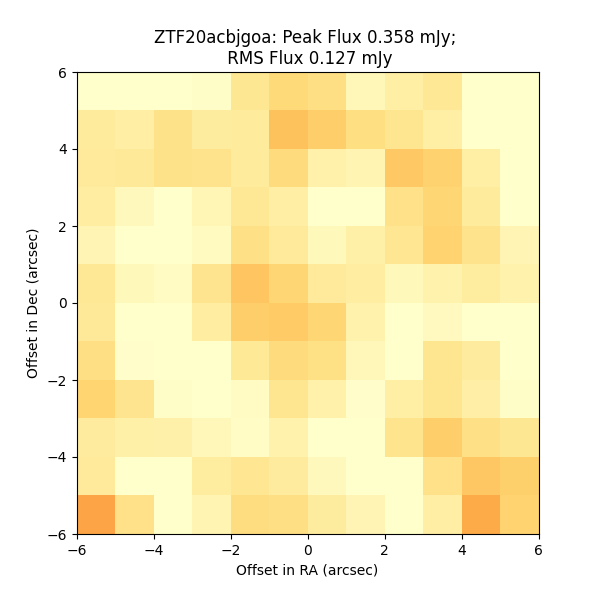 ZTF20acbjgoa: Peak Flux 0.358 mJy;
RMS Flux 0.127 mJy
6
4
2
0
−2
−4
−6
Offset in Dec (arcsec)
−6 −4 −2 0 2 4 6
Offset in RA (arcsec)